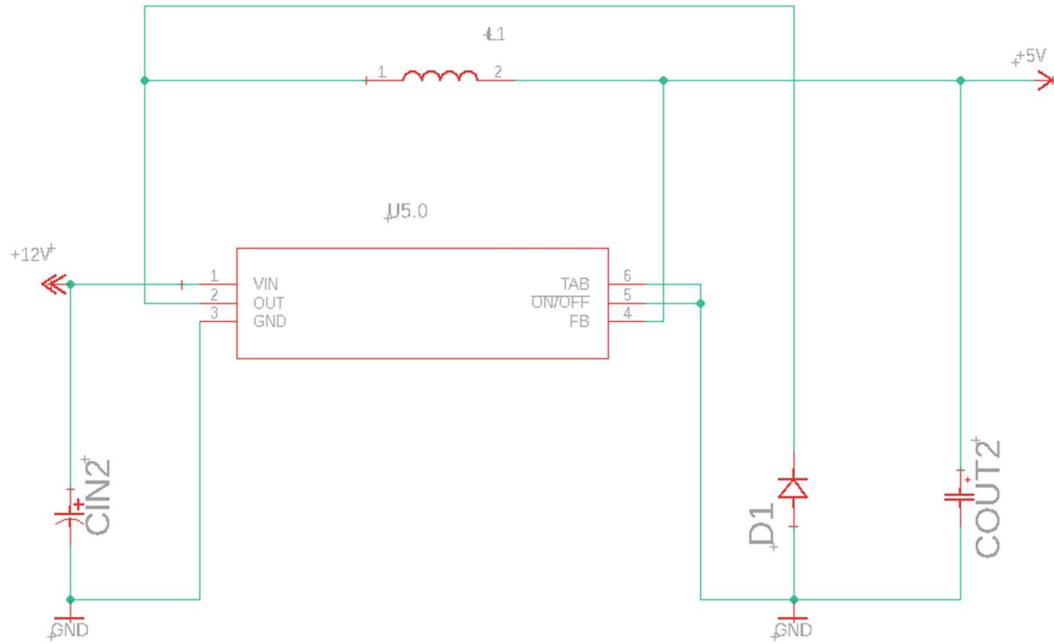 L1
1
2
+5V
U5.0
+12V
1
VIN
TAB
6
2
OUT
ON/OFF
5
3
GND
FB
4
CIN2
D1
COUT2
GND
GND